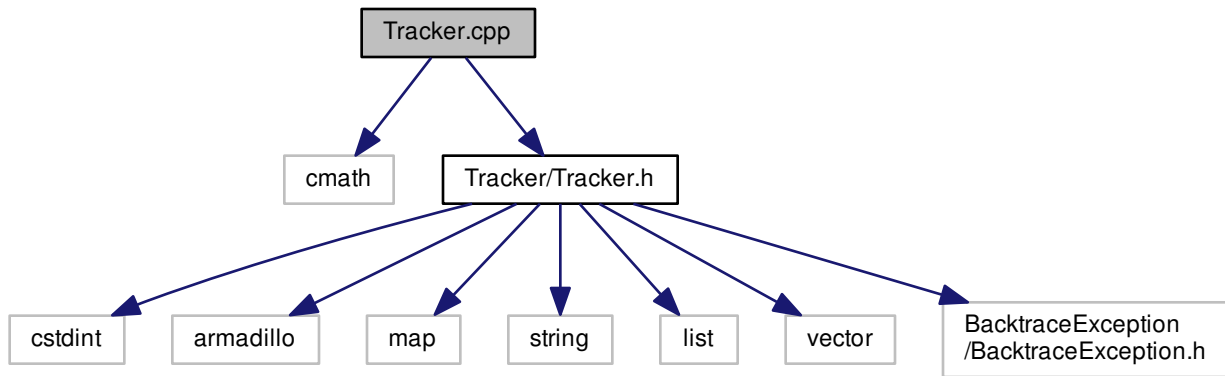 Tracker.cpp
cmath
Tracker/Tracker.h
cstdint
armadillo
map
string
list
vector
BacktraceException
/BacktraceException.h